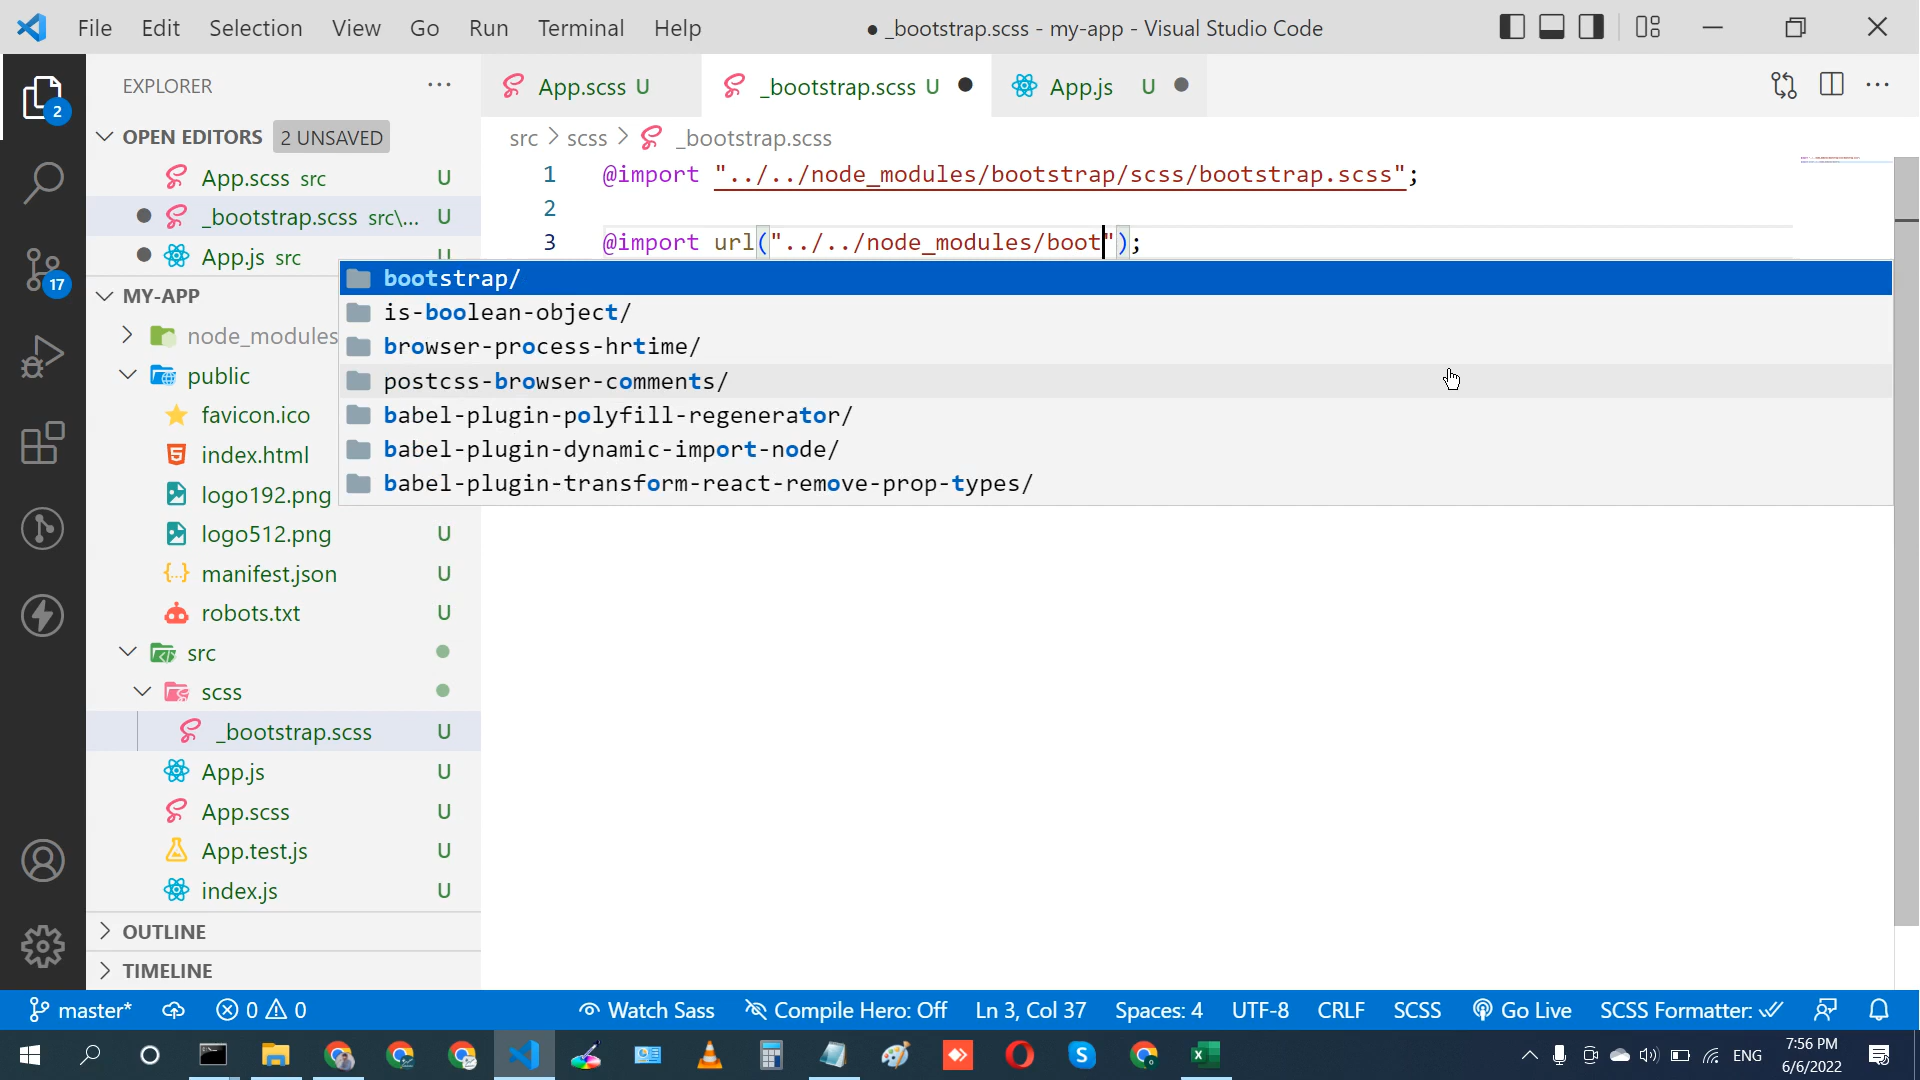 File Edit Selection View Go Run Terminal Help
● _bootstrap.scss - my-app - Visual Studio Code
EXPLORER
App.scss U
_bootstrap.scss U
App.js U
OPEN EDITORS 2 UNSAVED
App.scss src U
_bootstrap.scss src\... U
App.js src
src > scss > _bootstrap.scss
1 @import "../../node_modules/bootstrap/scss/bootstrap.scss";
2
3 @import url("../../node_modules/boot");
bootstrap/
is-boolean-object/
browser-process-hrtime/
postcss-browser-comments/
babel-plugin-polyfill-regenerator/
babel-plugin-dynamic-import-node/
babel-plugin-transform-react-remove-prop-types/
2
17
MY-APP
node_modules
public
favicon.ico
index.html
logo192.png
logo512.png U
manifest.json U
robots.txt U
src
scss
_bootstrap.scss U
App.js U
App.scss U
App.test.js U
index.js U
OUTLINE
TIMELINE
master* 0 0 Watch Sass Compile Hero: Off Ln 3, Col 37 Spaces: 4 UTF-8 CRLF SCSS Go Live SCSS Formatter:
ENG
7:56 PM
6/6/2022